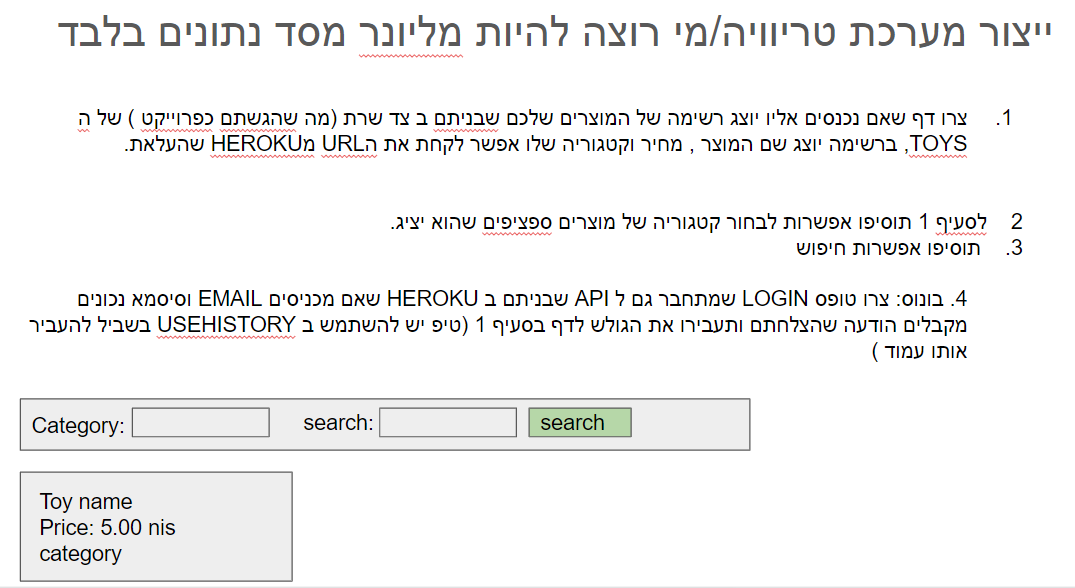 ייצור מערכת טריוויה/מי רוצה להיות מליונר מסד נתונים בלבד
1. צרו דף שאם נכנסים אליו יוצג רשימה של המוצרים שלכם שבניתם ב צד שרת (מה שהגשתם כפרוייקט ) של ה
TOYS, ברשימה יוצג שם המוצר , מחיר וקטגוריה שלו אפשר לקחת את הURL מHEROKU שהעלאת.
2 לסעיף 1 תוסיפו אפשרות לבחור קטגוריה של מוצרים ספציפים שהוא יציג.
3. תוסיפו אפשרות חיפוש
4. בונוס: צרו טופס LOGIN שמתחבר גם ל API שבניתם ב HEROKU שאם מכניסים EMAIL וסיסמא נכונים
מקבלים הודעה שהצלחתם ותעבירו את הגולש לדף בסעיף 1 (טיפ יש להשתמש ב USEHISTORY בשביל להעביר
אותו עמוד )
Category: search: search
Toy name
Price: 5.00 nis
category